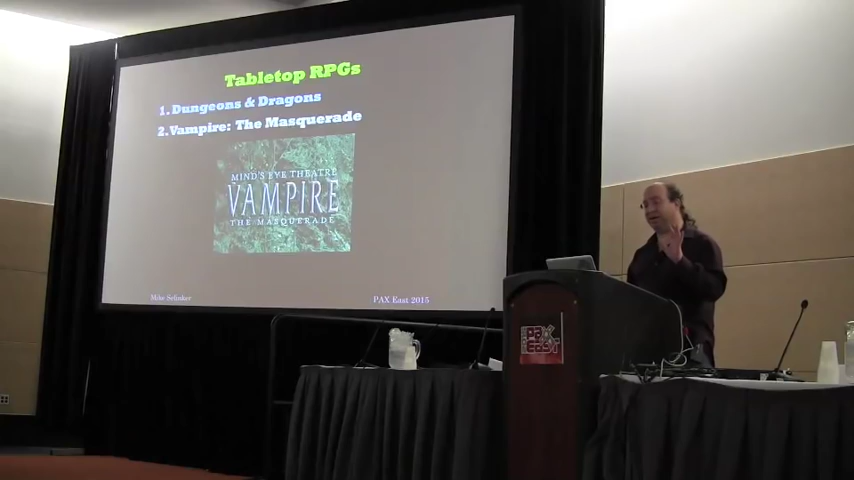 Tabletop RPGs
1. Dungeons & Dragons
2. Vampire: The Masquerade
MIND'S EYE THEATRE
VAMPIRE
THE MASQUERADE
Mike Selinker
PAX East 2015
PAX
EAST